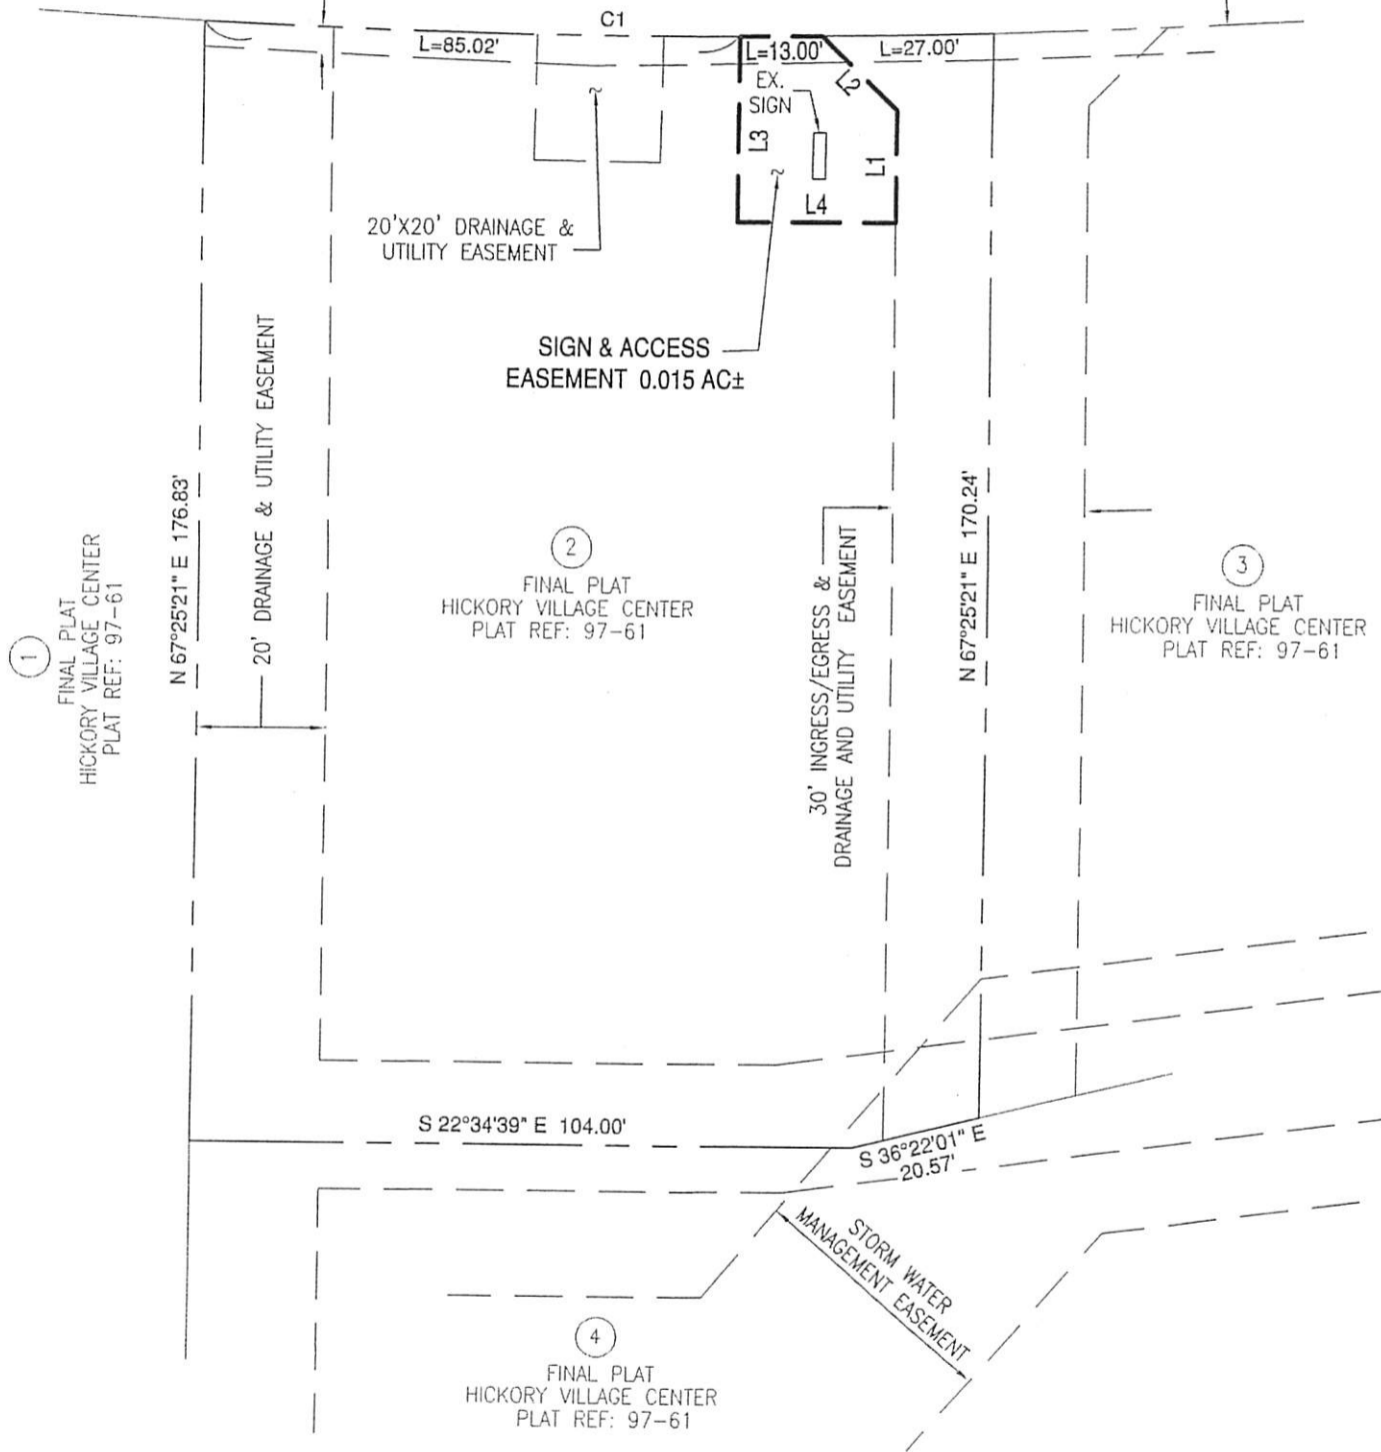 C1
L=85.02'
L=13.00'
L=27.00'
L2
EX.
SIGN
L3
L1
L4
20'X20' DRAINAGE &
UTILITY EASEMENT
SIGN & ACCESS
EASEMENT 0.015 AC±
N 67°25'21" E 176.83'
20' DRAINAGE & UTILITY EASEMENT
1
FINAL PLAT
HICKORY VILLAGE CENTER
PLAT REF: 97-61
2
FINAL PLAT
HICKORY VILLAGE CENTER
PLAT REF: 97-61
30' INGRESS/EGRESS &
DRAINAGE AND UTILITY EASEMENT
N 67°25'21" E 170.24'
3
FINAL PLAT
HICKORY VILLAGE CENTER
PLAT REF: 97-61
S 22°34'39" E 104.00'
S 36°22'01" E
20.57'
STORM WATER
MANAGEMENT EASEMENT
4
FINAL PLAT
HICKORY VILLAGE CENTER
PLAT REF: 97-61